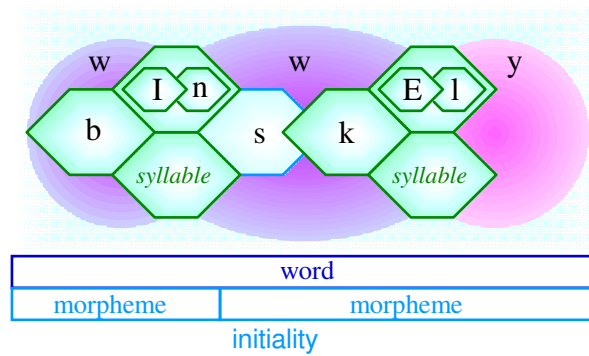 w w y
I n E l
b s k
syllable syllable
word
morpheme morpheme
initiality